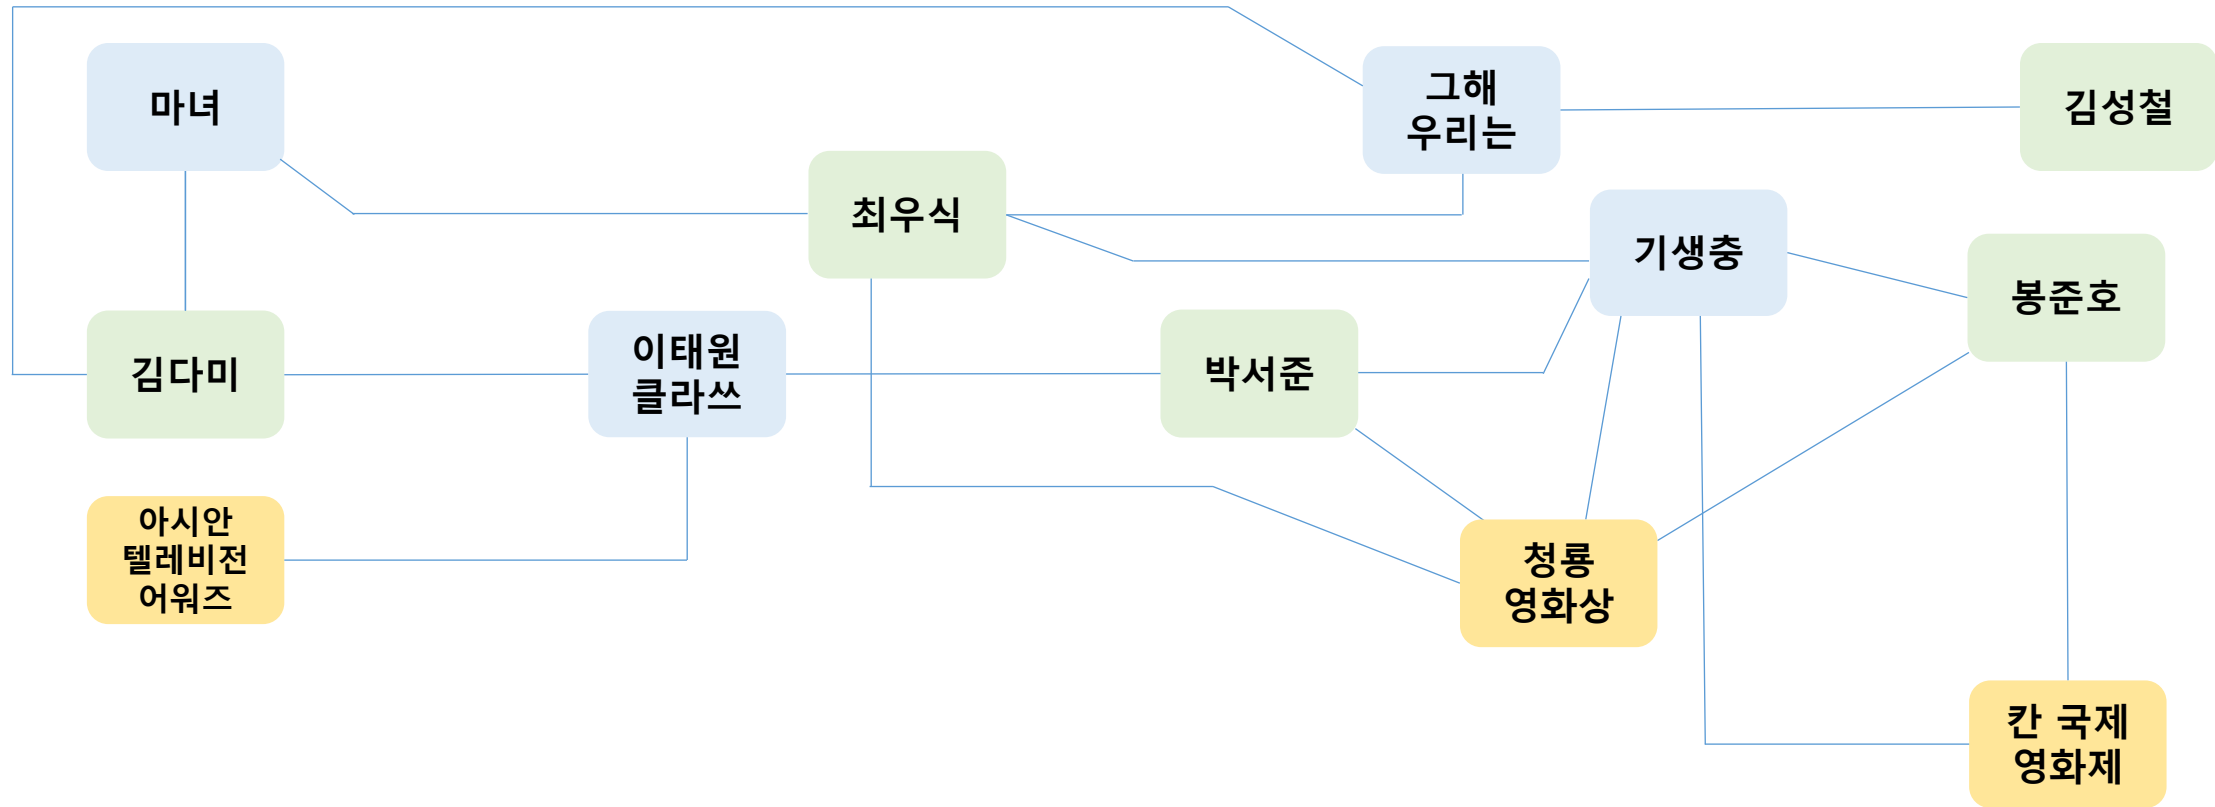 마녀
그해
우리는
김성철
최우식
기생충
봉준호
김다미
이태원
클라쓰
박서준
아시안
텔레비전
어워즈
청룡
영화상
칸 국제
영화제